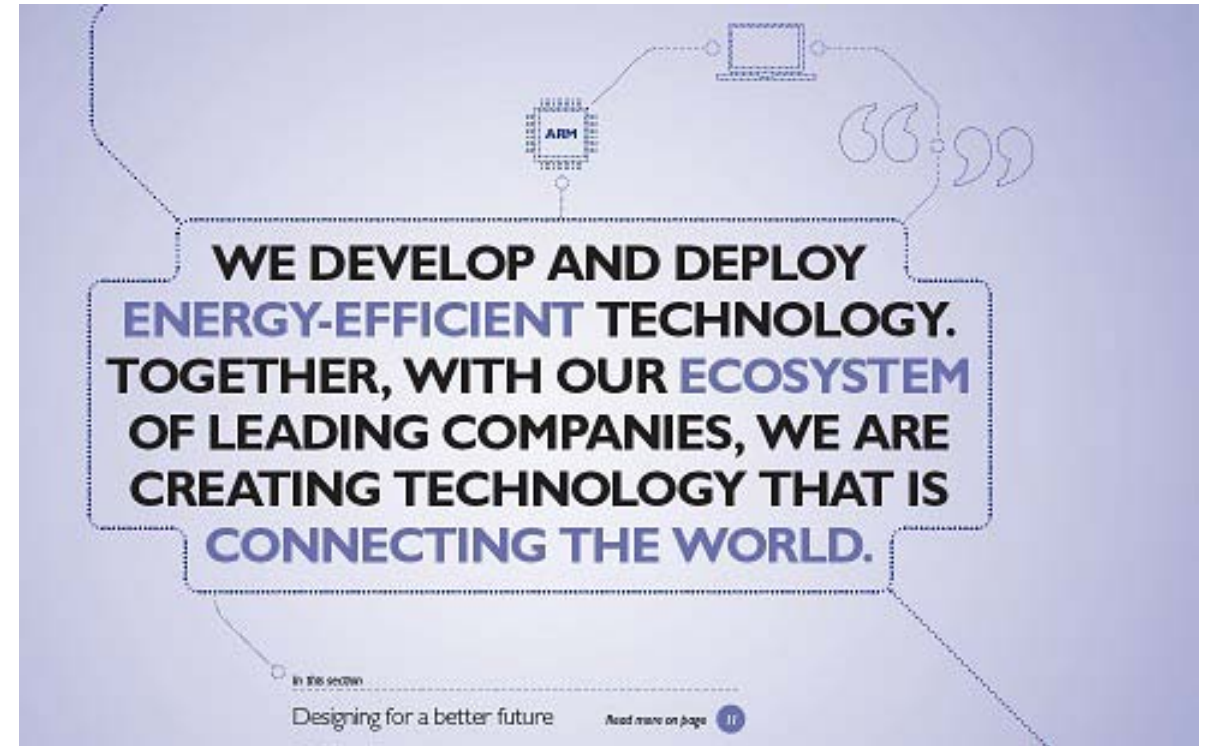 ARM
WE DEVELOP AND DEPLOY
ENERGY-EFFICIENT TECHNOLOGY.
TOGETHER, WITH OUR ECOSYSTEM
OF LEADING COMPANIES, WE ARE
CREATING TECHNOLOGY THAT IS
CONNECTING THE WORLD.
In this section
Designing for a better future Read more on page 11